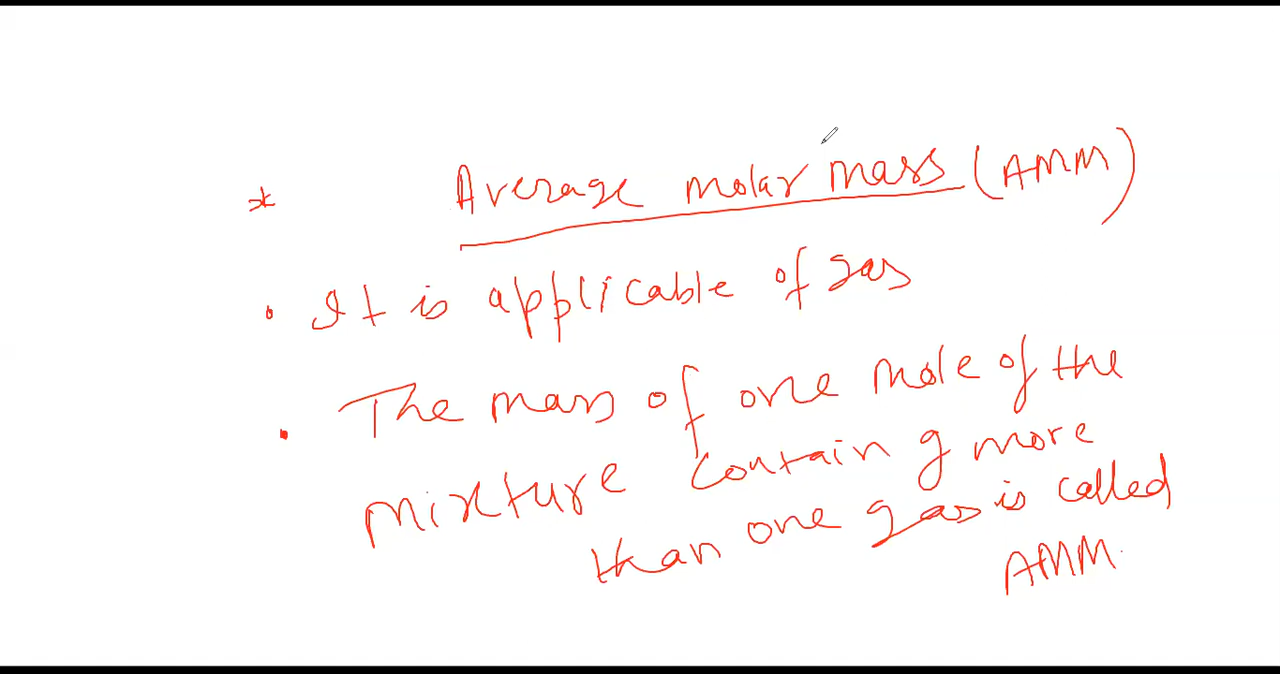 * Average molar mass (AMM)
• It is applicable of gas
• The mass of one mole of the
mixture contain g more
than one gas is called
AMM.